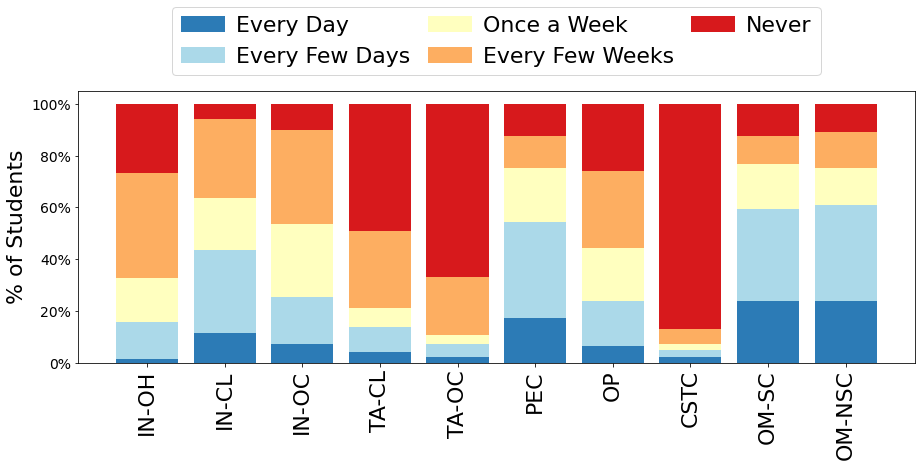 Every Day
Every Few Days
Once a Week
Every Few Weeks
Never
% of Students
100%
80%
60%
40%
20%
0%
IN-OH
IN-CL
IN-OC
TA-CL
TA-OC
PEC
OP
CSTC
OM-SC
OM-NSC